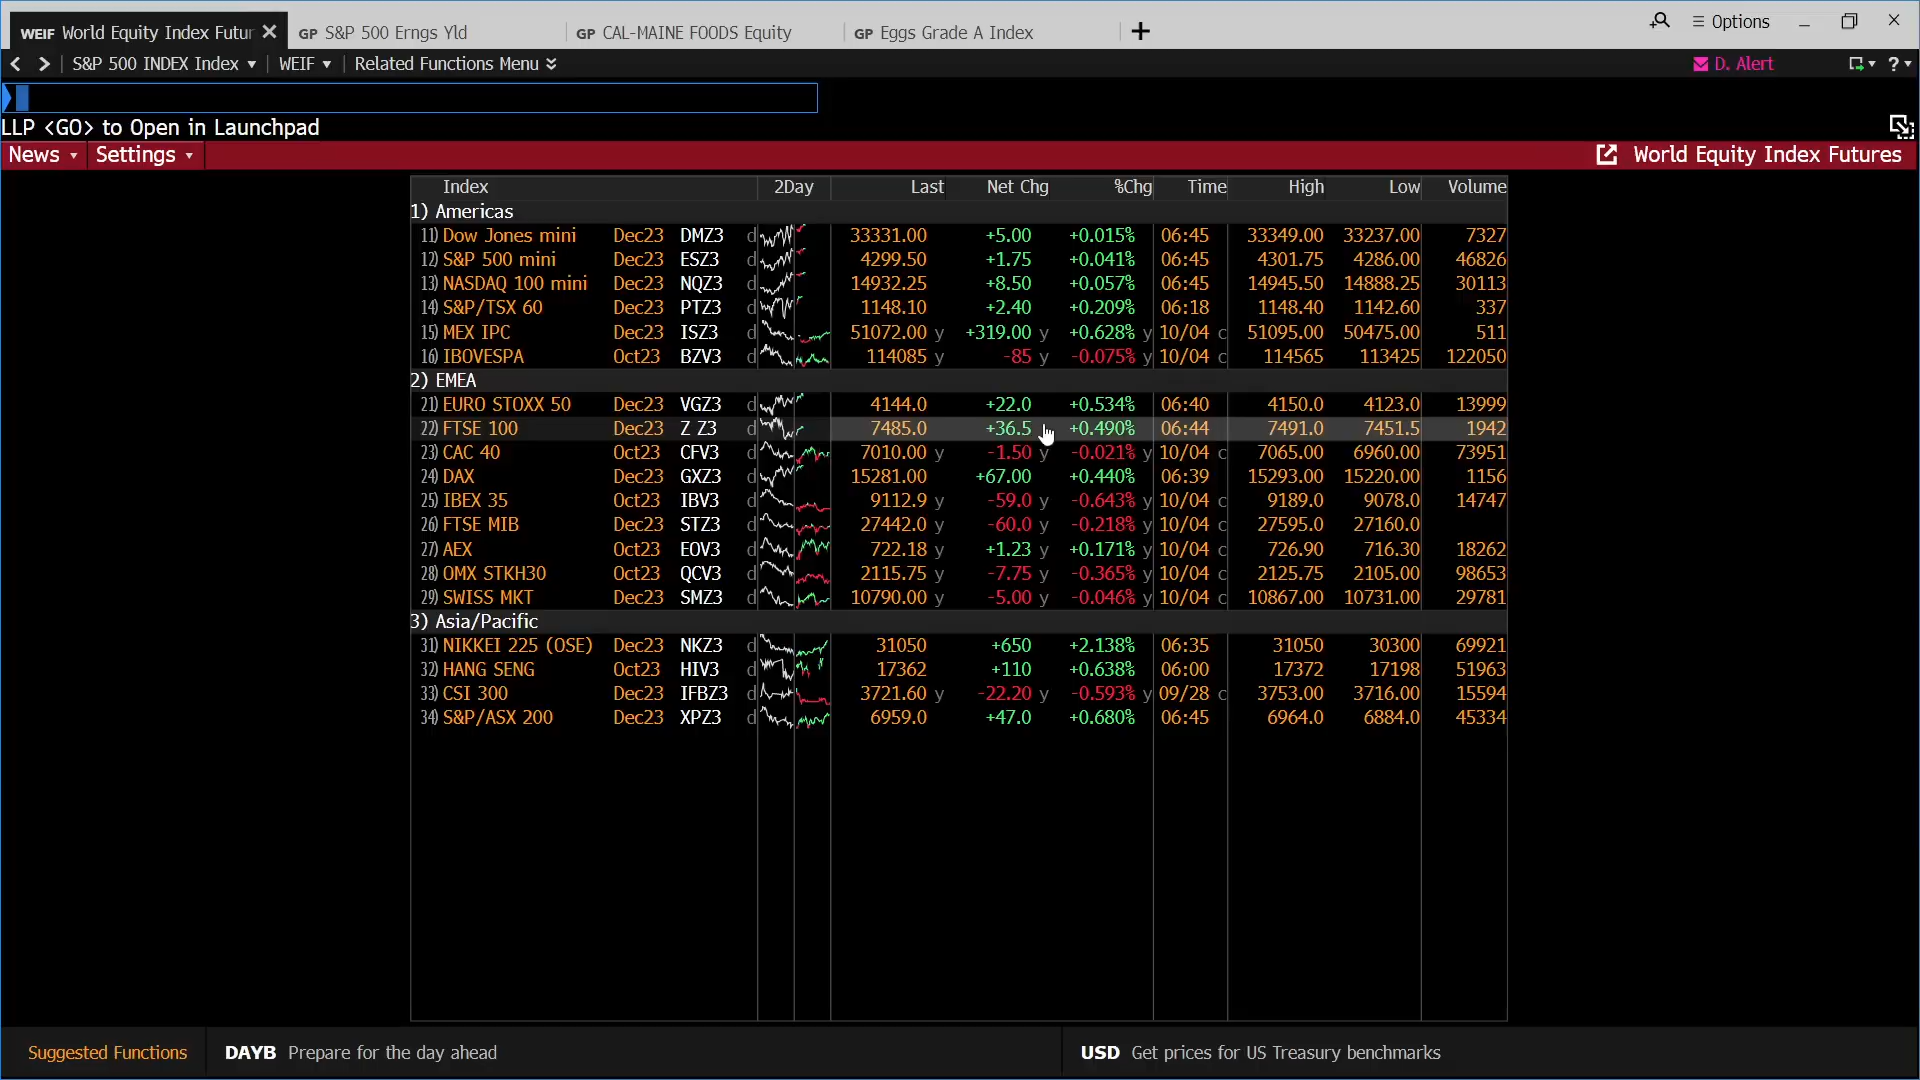 WEIF World Equity Index Futur GP S&P 500 Erngs Yld GP CAL-MAINE FOODS Equity GP Eggs Grade A Index Options
S&P 500 INDEX Index WEIF Related Functions Menu D. Alert ?
LLP <GO> to Open in Launchpad
News Settings World Equity Index Futures
Index 2Day Last Net Chg %Chg Time High Low Volume
1) Americas
11) Dow Jones mini Dec23 DMZ3 d 33331.00 +5.00 +0.015% 06:45 33349.00 33237.00 7327
12) S&P 500 mini Dec23 ESZ3 d 4299.50 +1.75 +0.041% 06:45 4301.75 4286.00 46826
13) NASDAQ 100 mini Dec23 NQZ3 d 14932.25 +8.50 +0.057% 06:45 14945.50 14888.25 30113
14) S&P/TSX 60 Dec23 PTZ3 d 1148.10 +2.40 +0.209% 06:18 1148.40 1142.60 337
15) MEX IPC Dec23 ISZ3 d 51072.00 y +319.00 y +0.628% y 10/04 c 51095.00 50475.00 511
16) IBOVESPA Oct23 BZV3 d 114085 y -85 y -0.075% y 10/04 c 114565 113425 122050
2) EMEA
21) EURO STOXX 50 Dec23 VGZ3 d 4144.0 +22.0 +0.534% 06:40 4150.0 4123.0 13999
22) FTSE 100 Dec23 Z Z3 d 7485.0 +36.5 +0.490% 06:44 7491.0 7451.5 1942
23) CAC 40 Oct23 CFV3 d 7010.00 y -1.50 y -0.021% y 10/04 c 7065.00 6960.00 73951
24) DAX Dec23 GXZ3 d 15281.00 +67.00 +0.440% 06:39 15293.00 15220.00 1156
25) IBEX 35 Oct23 IBV3 d 9112.9 y -59.0 y -0.643% y 10/04 c 9189.0 9078.0 14747
26) FTSE MIB Dec23 STZ3 d 27442.0 y -60.0 y -0.218% y 10/04 c 27595.0 27160.0
27) AEX Oct23 EOV3 d 722.18 y +1.23 y +0.171% y 10/04 c 726.90 716.30 18262
28) OMX STKH30 Oct23 QCV3 d 2115.75 y -7.75 y -0.365% y 10/04 c 2125.75 2105.00 98653
29) SWISS MKT Dec23 SMZ3 d 10790.00 y -5.00 y -0.046% y 10/04 c 10867.00 10731.00 29781
3) Asia/Pacific
31) NIKKEI 225 (OSE) Dec23 NKZ3 d 31050 +650 +2.138% 06:35 31050 30300 69921
32) HANG SENG Oct23 HIV3 d 17362 +110 +0.638% 06:00 17372 17198 51963
33) CSI 300 Dec23 IFBZ3 d 3721.60 y -22.20 y -0.593% y 09/28 c 3753.00 3716.00 15594
34) S&P/ASX 200 Dec23 XPZ3 d 6959.0 +47.0 +0.680% 06:45 6964.0 6884.0 45334
Suggested Functions DAYB Prepare for the day ahead USD Get prices for US Treasury benchmarks